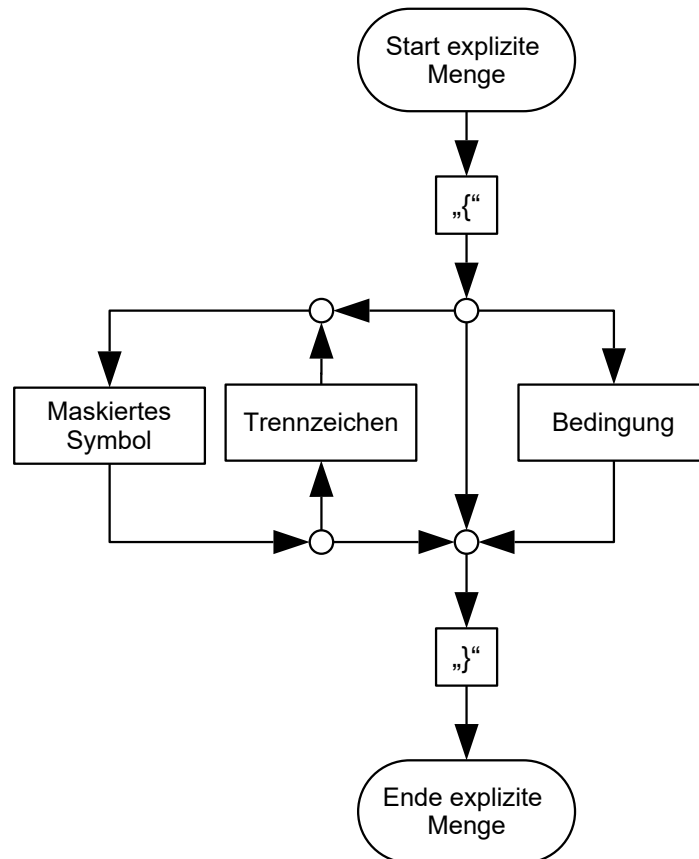 Start explizite
Menge
„{“
Maskiertes
Symbol
Trennzeichen
Bedingung
„}“
Ende explizite
Menge